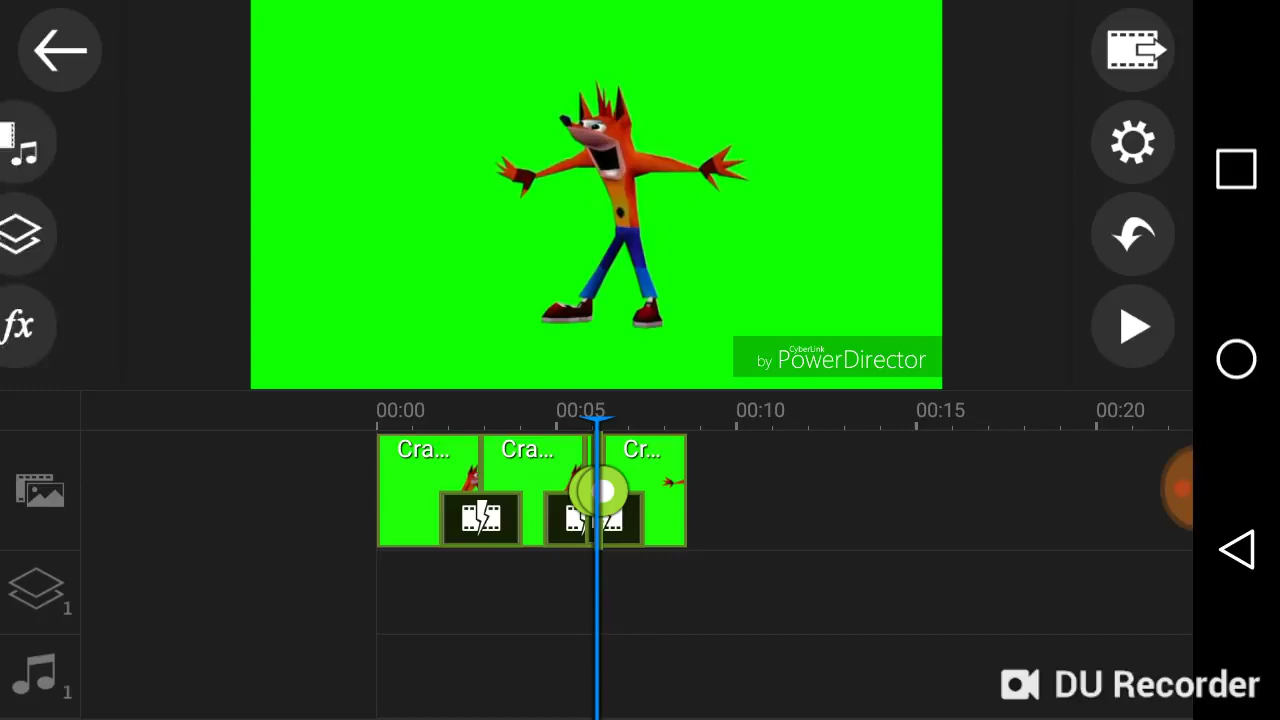 fx
CyberLink
by PowerDirector
00:00 00:05 00:10 00:15 00:20
Cra... Cra... Cr...
1
1
DU Recorder